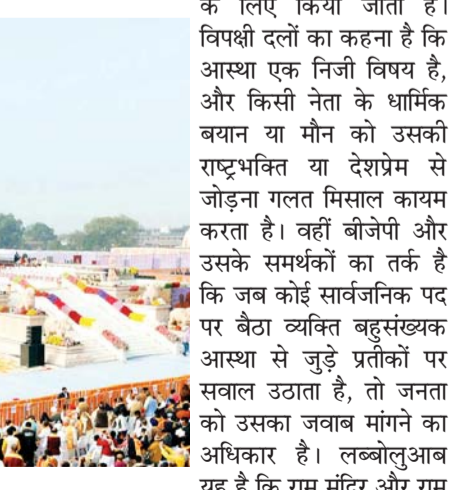 के लिए किया जाता है।
विपक्षी दलों का कहना है कि
आस्था एक निजी विषय है,
और किसी नेता के धार्मिक
बयान या मौन को उसकी
राष्ट्रभक्ति या देशप्रेम से
जोड़ना गलत मिसाल कायम
करता है। वहीं बीजेपी और
उसके समर्थकों का तर्क है
कि जब कोई सार्वजनिक पद
पर बैठा व्यक्ति बहुसंख्यक
आस्था से जुड़े प्रतीकों पर
सवाल उठाता है, तो जनता
को उसका जवाब मांगने का
अधिकार है। लब्बोलुआब
यह है कि राम मंदिर और राम